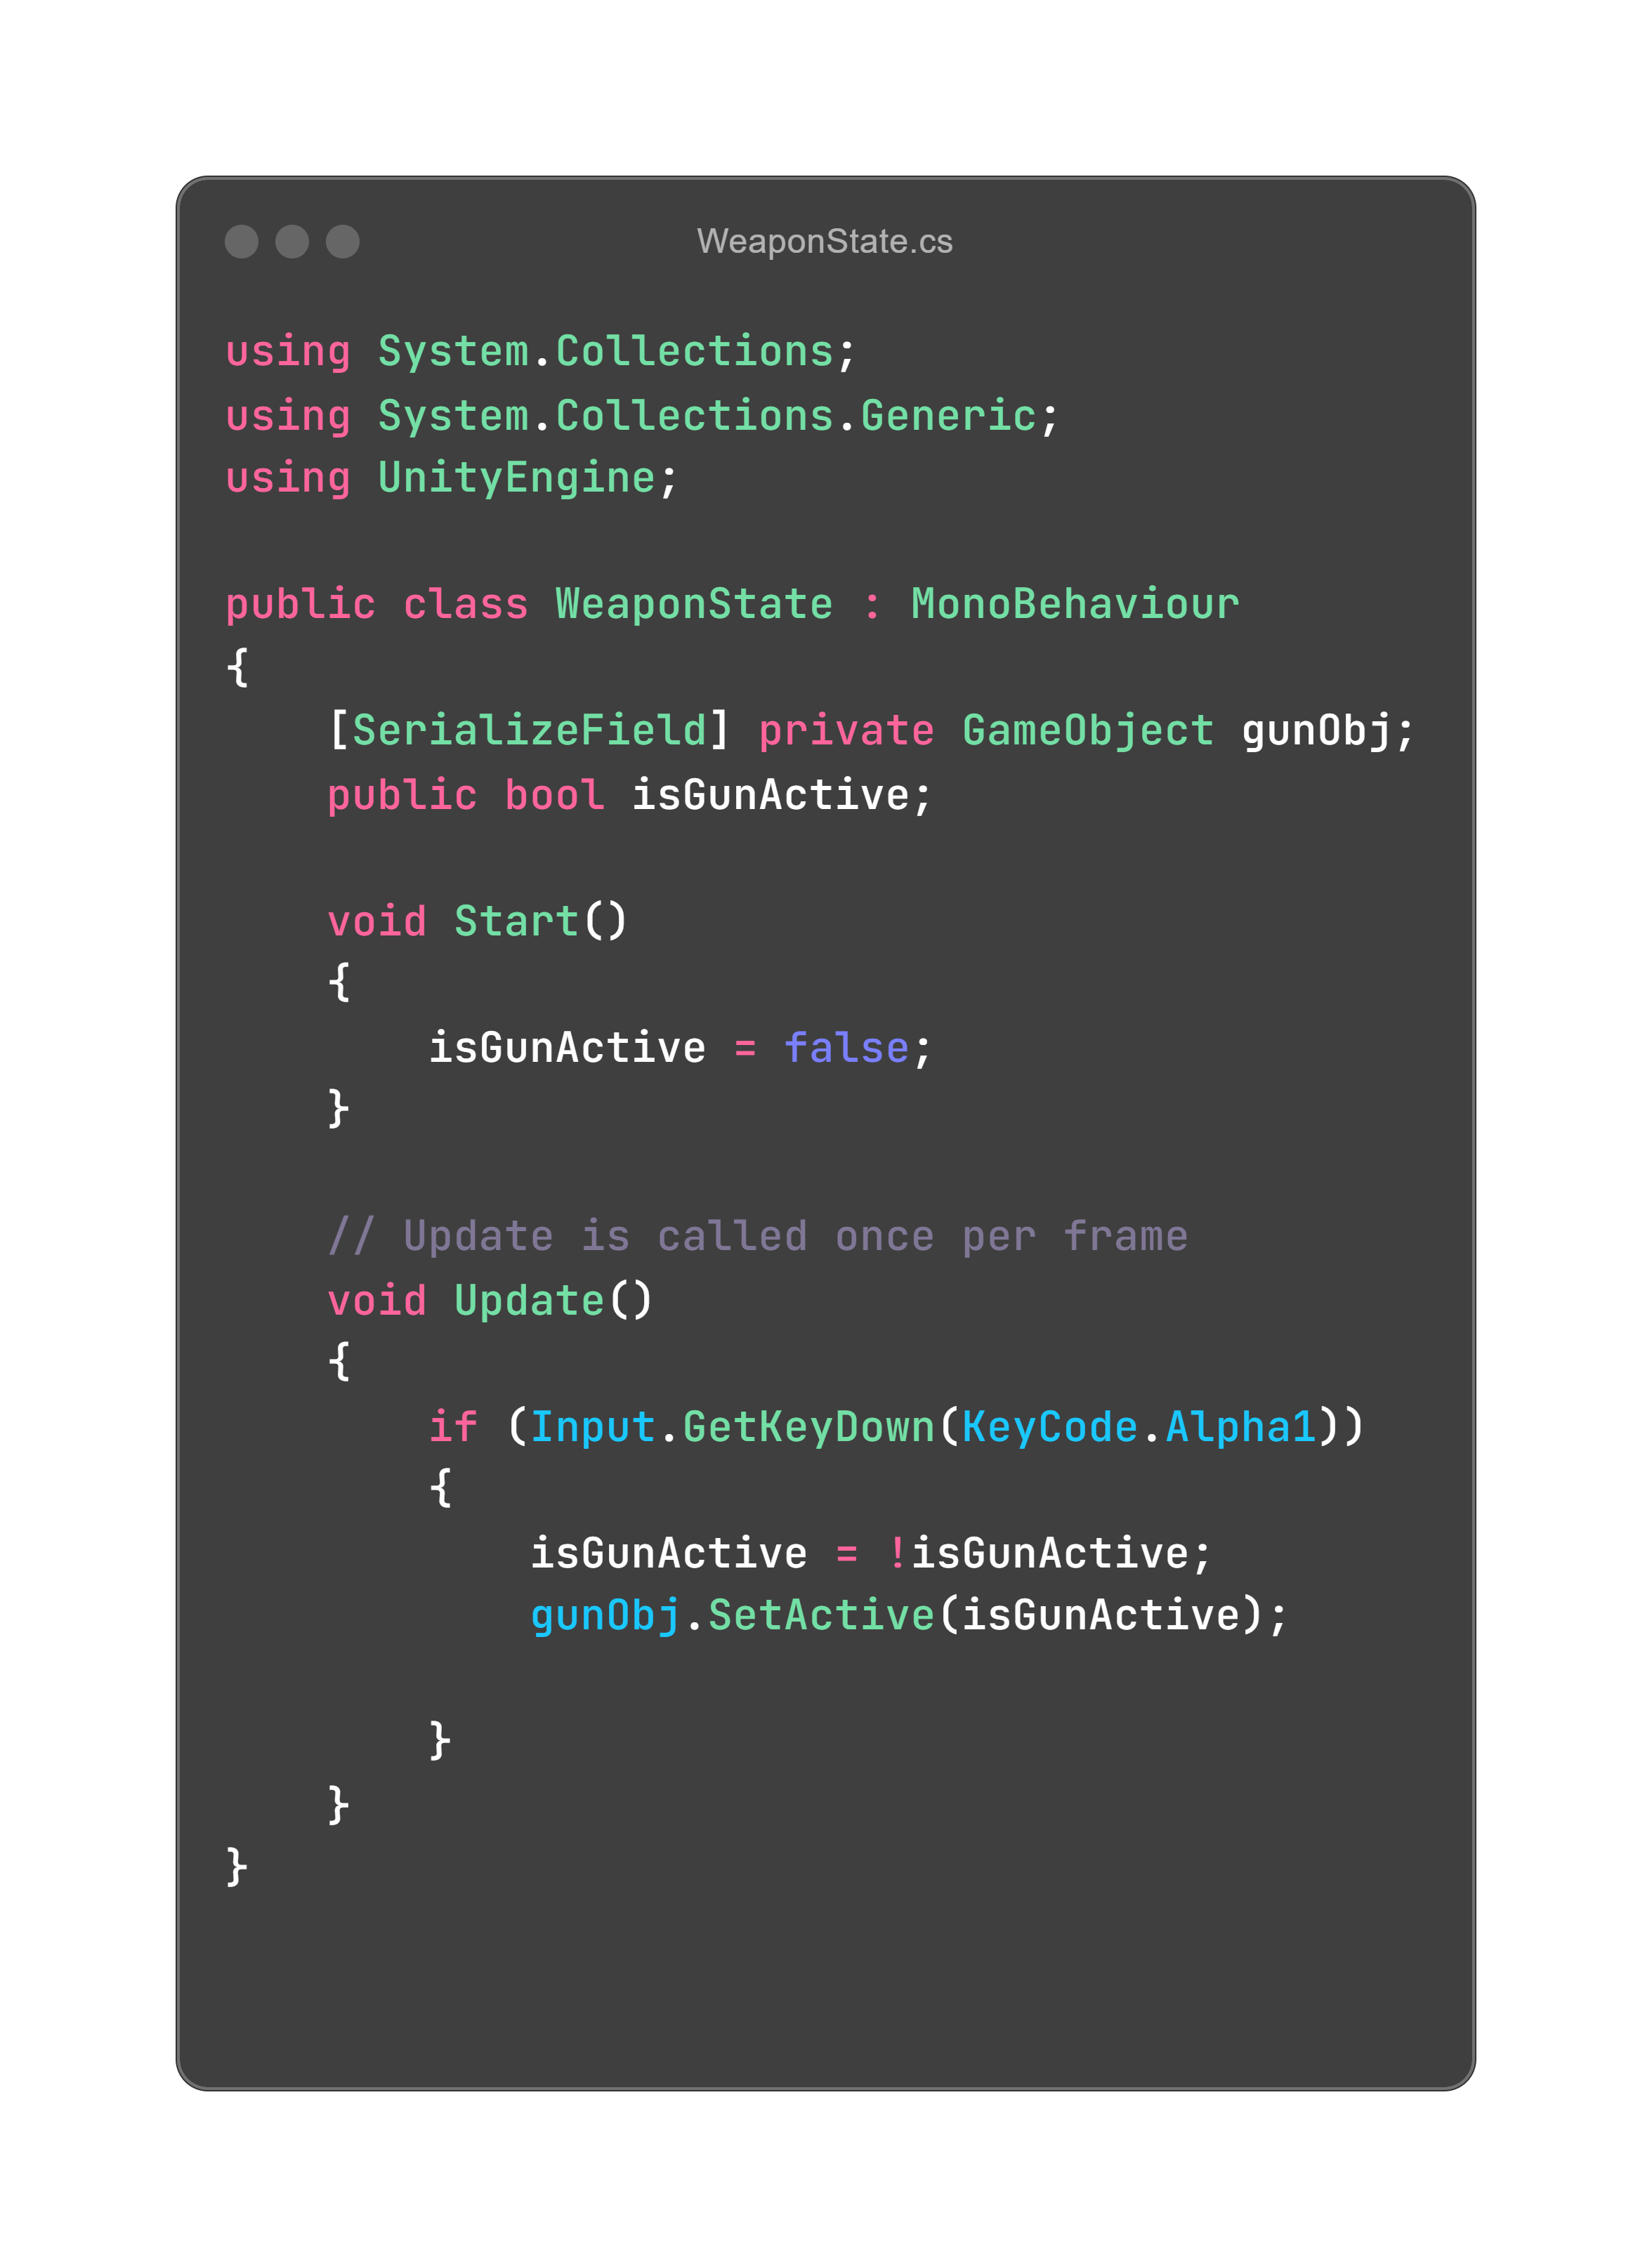 WeaponState.cs
using System.Collections;
using System.Collections.Generic;
using UnityEngine;
public class WeaponState : MonoBehaviour
{
    [SerializeField] private GameObject gunObj;
    public bool isGunActive;
    void Start()
    {
        isGunActive = false;
    }
    // Update is called once per frame
    void Update()
    {
        if (Input.GetKeyDown(KeyCode.Alpha1))
        {
            isGunActive = !isGunActive;
            gunObj.SetActive(isGunActive);
        }
    }
}